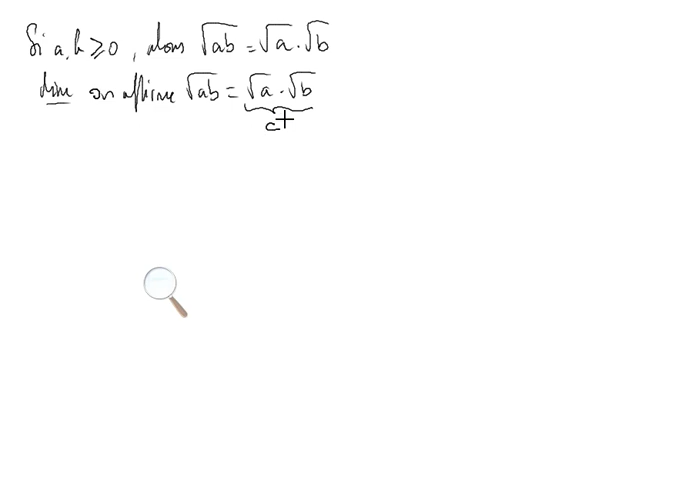 Si a, b ⩾ 0, alors √ab = √a · √b
dém on affirme √ab = √a · √b
c